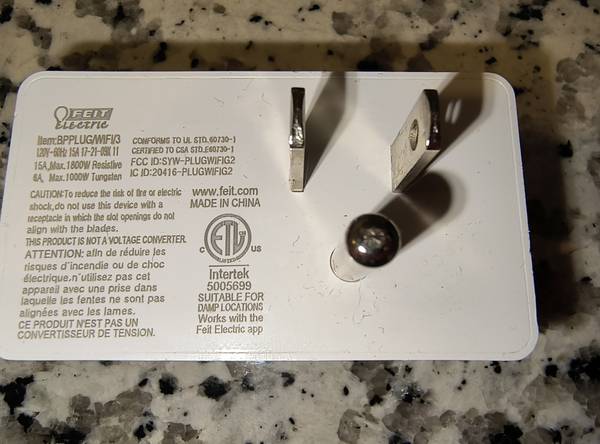 FEIT
Electric
Item:BPPLUG/WIFI/3
120V~60Hz 15A 17-21-09X 11
15A,Max.1800W Resistive
8A, Max.1000W Tungsten
CONFORMS TO UL STD.60730-1
CERTIFIED TO CSA STD.E60730-1
FCC ID:SYW-PLUGWIFIG2
IC ID:20416-PLUGWIFIG2
CAUTION:To reduce the risk of fire or electric
shock,do not use this device with a
receptacle in which the slot openings do not
align with the blades.
THIS PRODUCT IS NOT A VOLTAGE CONVERTER.
ATTENTION: afin de réduire les
risques d'incendie ou de choc
électrique.n'utilisez pas cet
appareil avec une prise dans
laquelle les fentes ne sont pas
alignées avec les lames.
CE PRODUIT N'EST PAS UN
CONVERTISSEUR DE TENSION.
www.feit.com
MADE IN CHINA
C ETL US
Intertek
5005699
SUITABLE FOR
DAMP LOCATIONS
Works with the
Feit Electric app